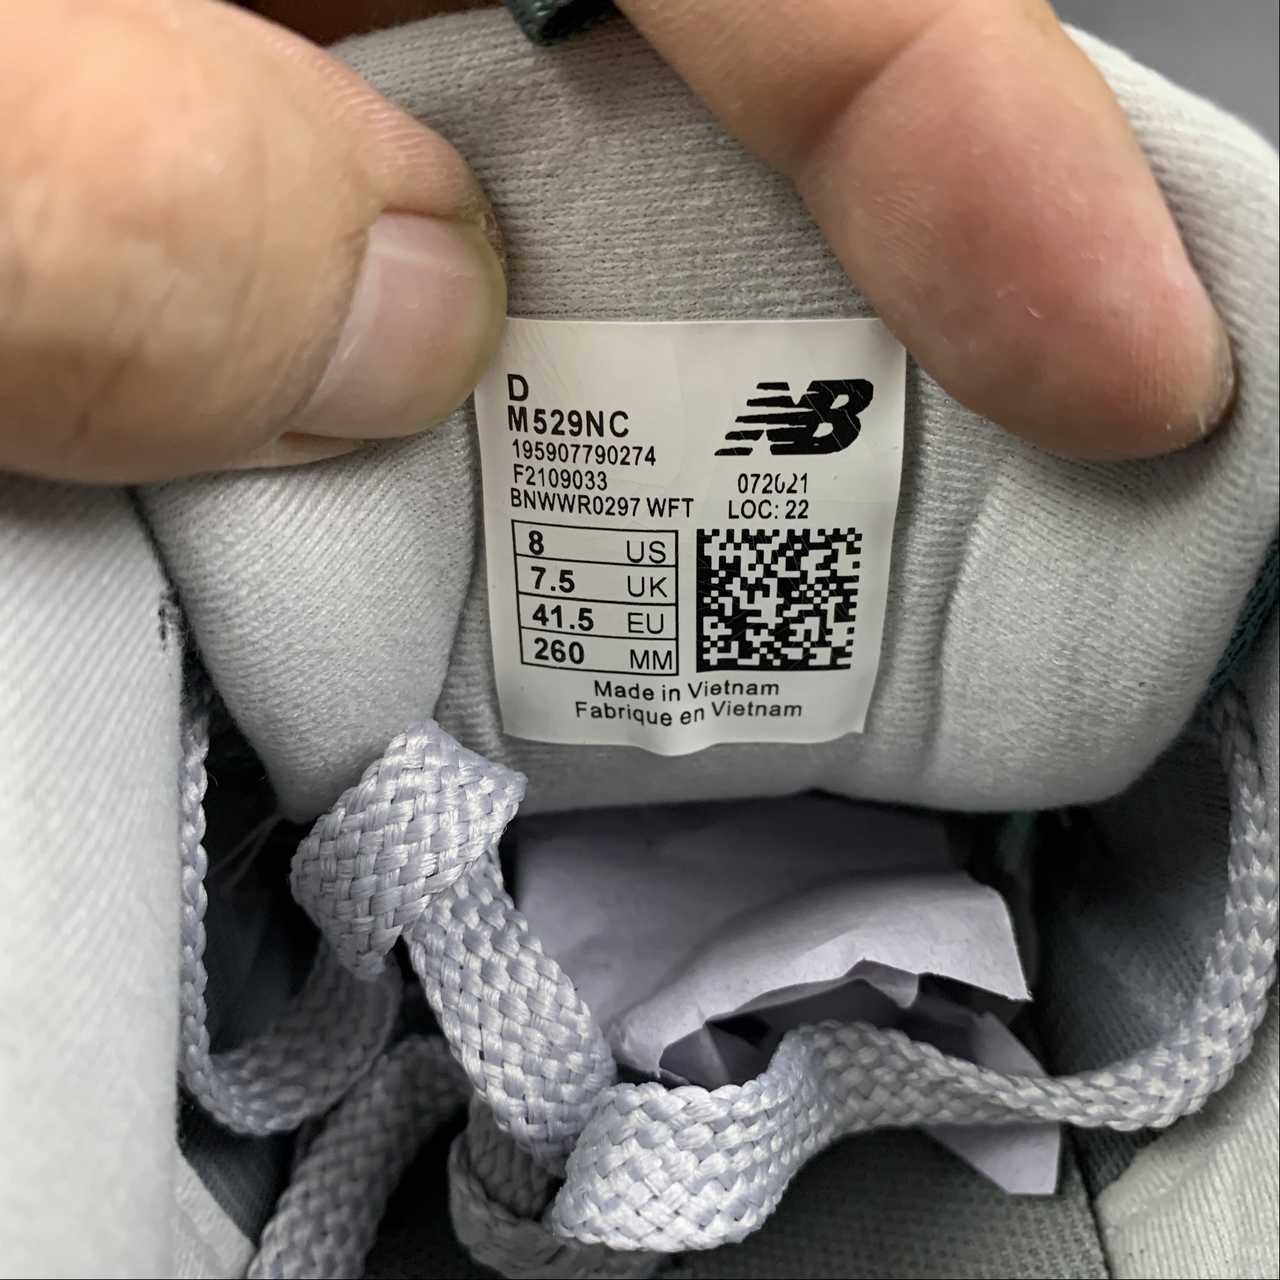 D
M529NC
195907790274
F2109033
BNWWR0297 WFT
NB
072021
LOC: 22
8 US
7.5 UK
41.5 EU
260 MM
Made in Vietnam
Fabrique en Vietnam